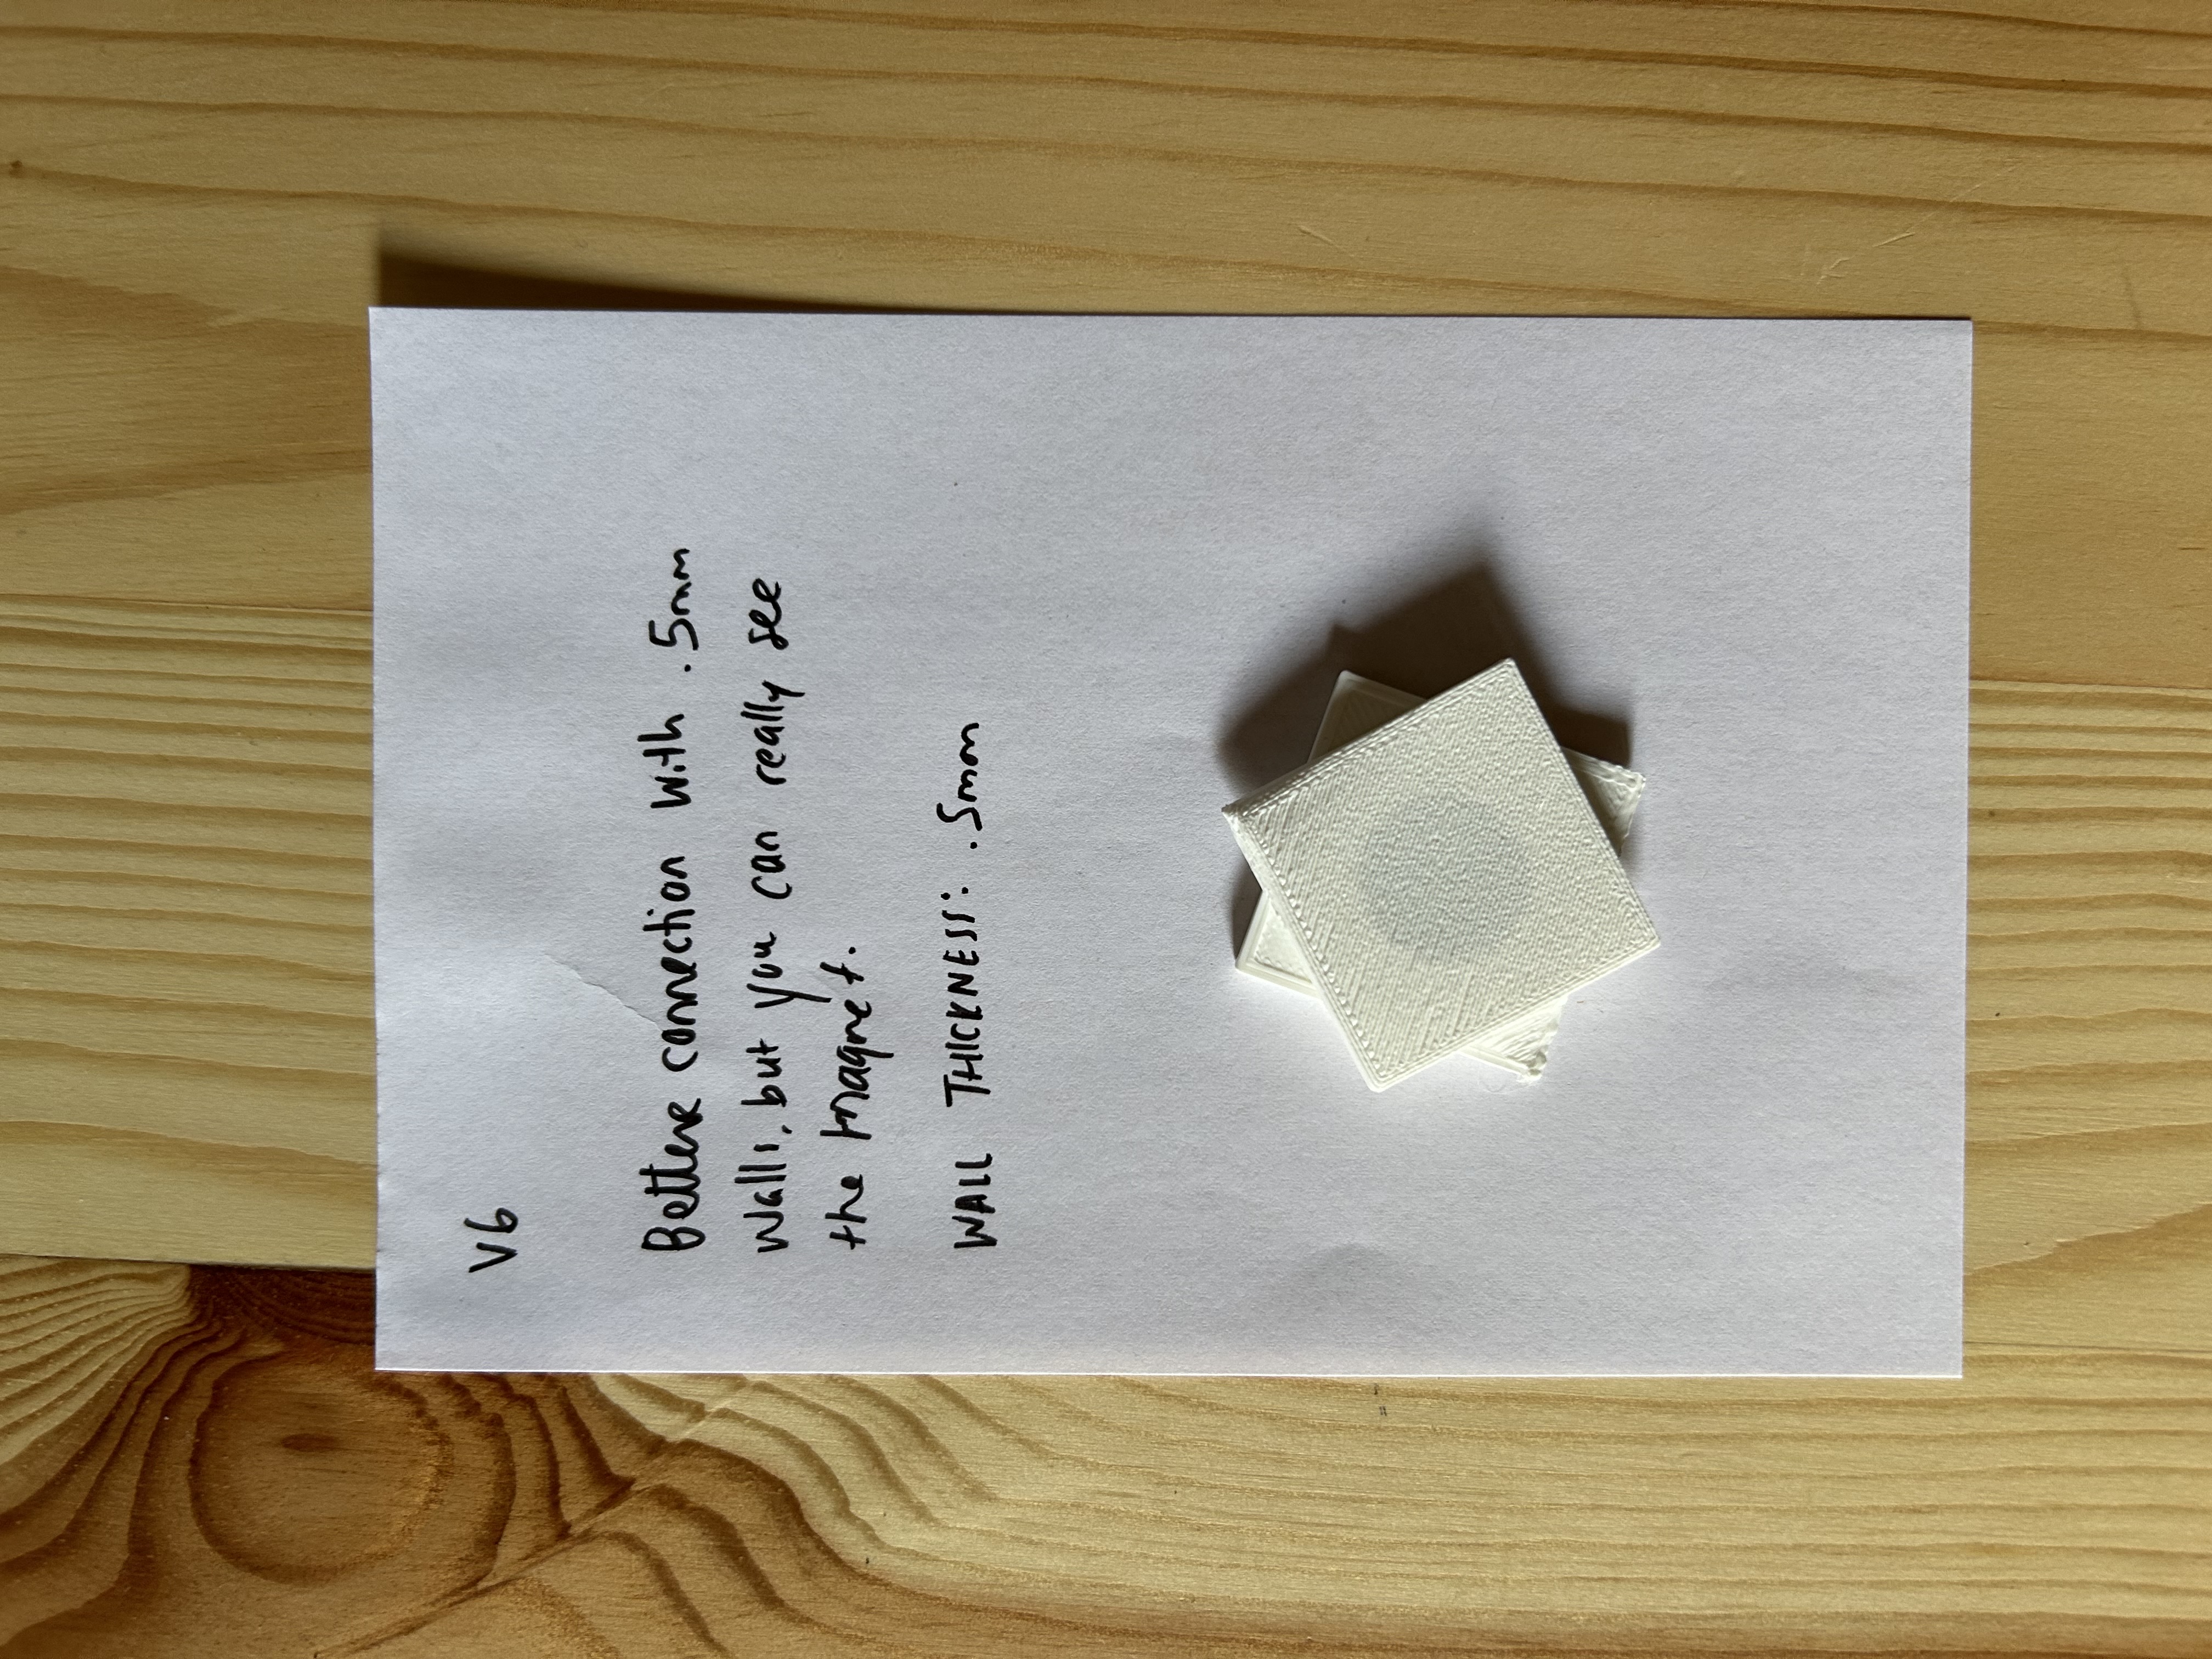 V6
Better connection with .5mm
walls, but you can really see
the magnet.
WALL THICKNESS: .5mm